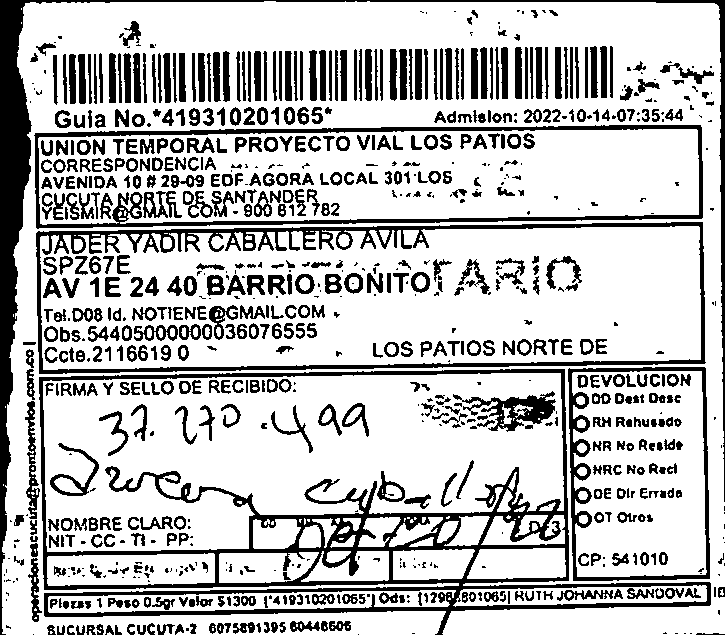 Guia No.*419310201065*
Admision: 2022-10-14-07:35:44
UNION TEMPORAL PROYECTO VIAL LOS PATIOS
CORRESPONDENCIA
AVENIDA 10 # 29-09 EDF.AGORA LOCAL 301 LOS
CUCUTA NORTE DE SANTANDER
YEISMIR@GMAIL COM - 900 812 782
JADER YADIR CABALLERO AVILA
SPZ67E
AV 1E 24 40 BARRIO BONITO
TARIO
Tel.D08 Id. NOTIENE@GMAIL.COM
Obs.54405000000036076555
Ccte.2116619 0
LOS PATIOS NORTE DE
FIRMA Y SELLO DE RECIBIDO:
37.270.499
NOMBRE CLARO:
NIT - CC - TI - PP:
DEVOLUCION
DD Dest Desc
RH Rehusado
NR No Reside
NRC No Recl
DE Dir Errada
OT Otros
CP: 541010
operacionescucuta@prontoenvios.com.co
Piezas 1 Peso 0.5gr Valor $1300 [*419310201065*] Ods: RUTH JOHANNA SANDOVAL
SUCURSAL CUCUTA-2 6075891395 60446606